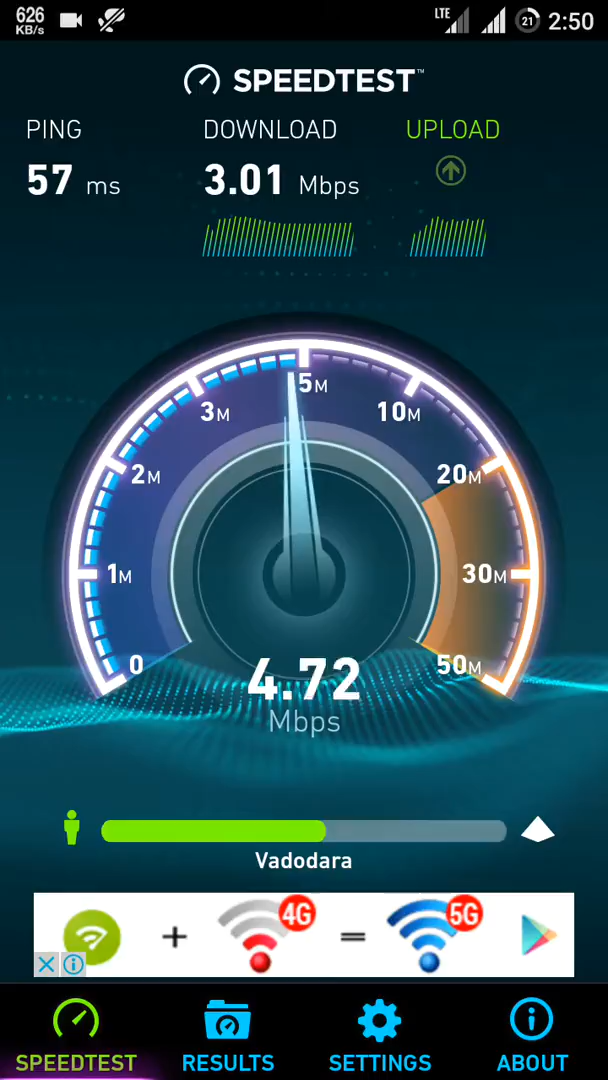 626
KB/s
LTE
21
2:50
SPEEDTEST™
PING
DOWNLOAD
UPLOAD
57 ms
3.01 Mbps
5M
3M
10M
2M
20M
1M
30M
0
50M
4.72
Mbps
Vadodara
+
4G
=
5G
SPEEDTEST
RESULTS
SETTINGS
ABOUT